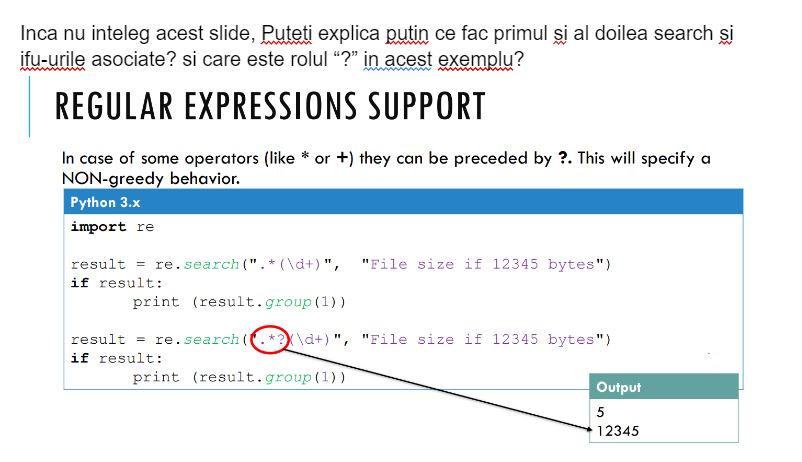 Inca nu inteleg acest slide, Puteti explica putin ce fac primul si al doilea search si
ifu-urile asociate? si care este rolul “?” in acest exemplu?
REGULAR EXPRESSIONS SUPPORT
In case of some operators (like * or +) they can be preceded by ?. This will specify a
NON-greedy behavior.
Python 3.x
import re
result = re.search(".*(\d+)", "File size if 12345 bytes")
if result:
print (result.group(1))
result = re.search(".*?(\d+)", "File size if 12345 bytes")
if result:
print (result.group(1))
Output
5
12345